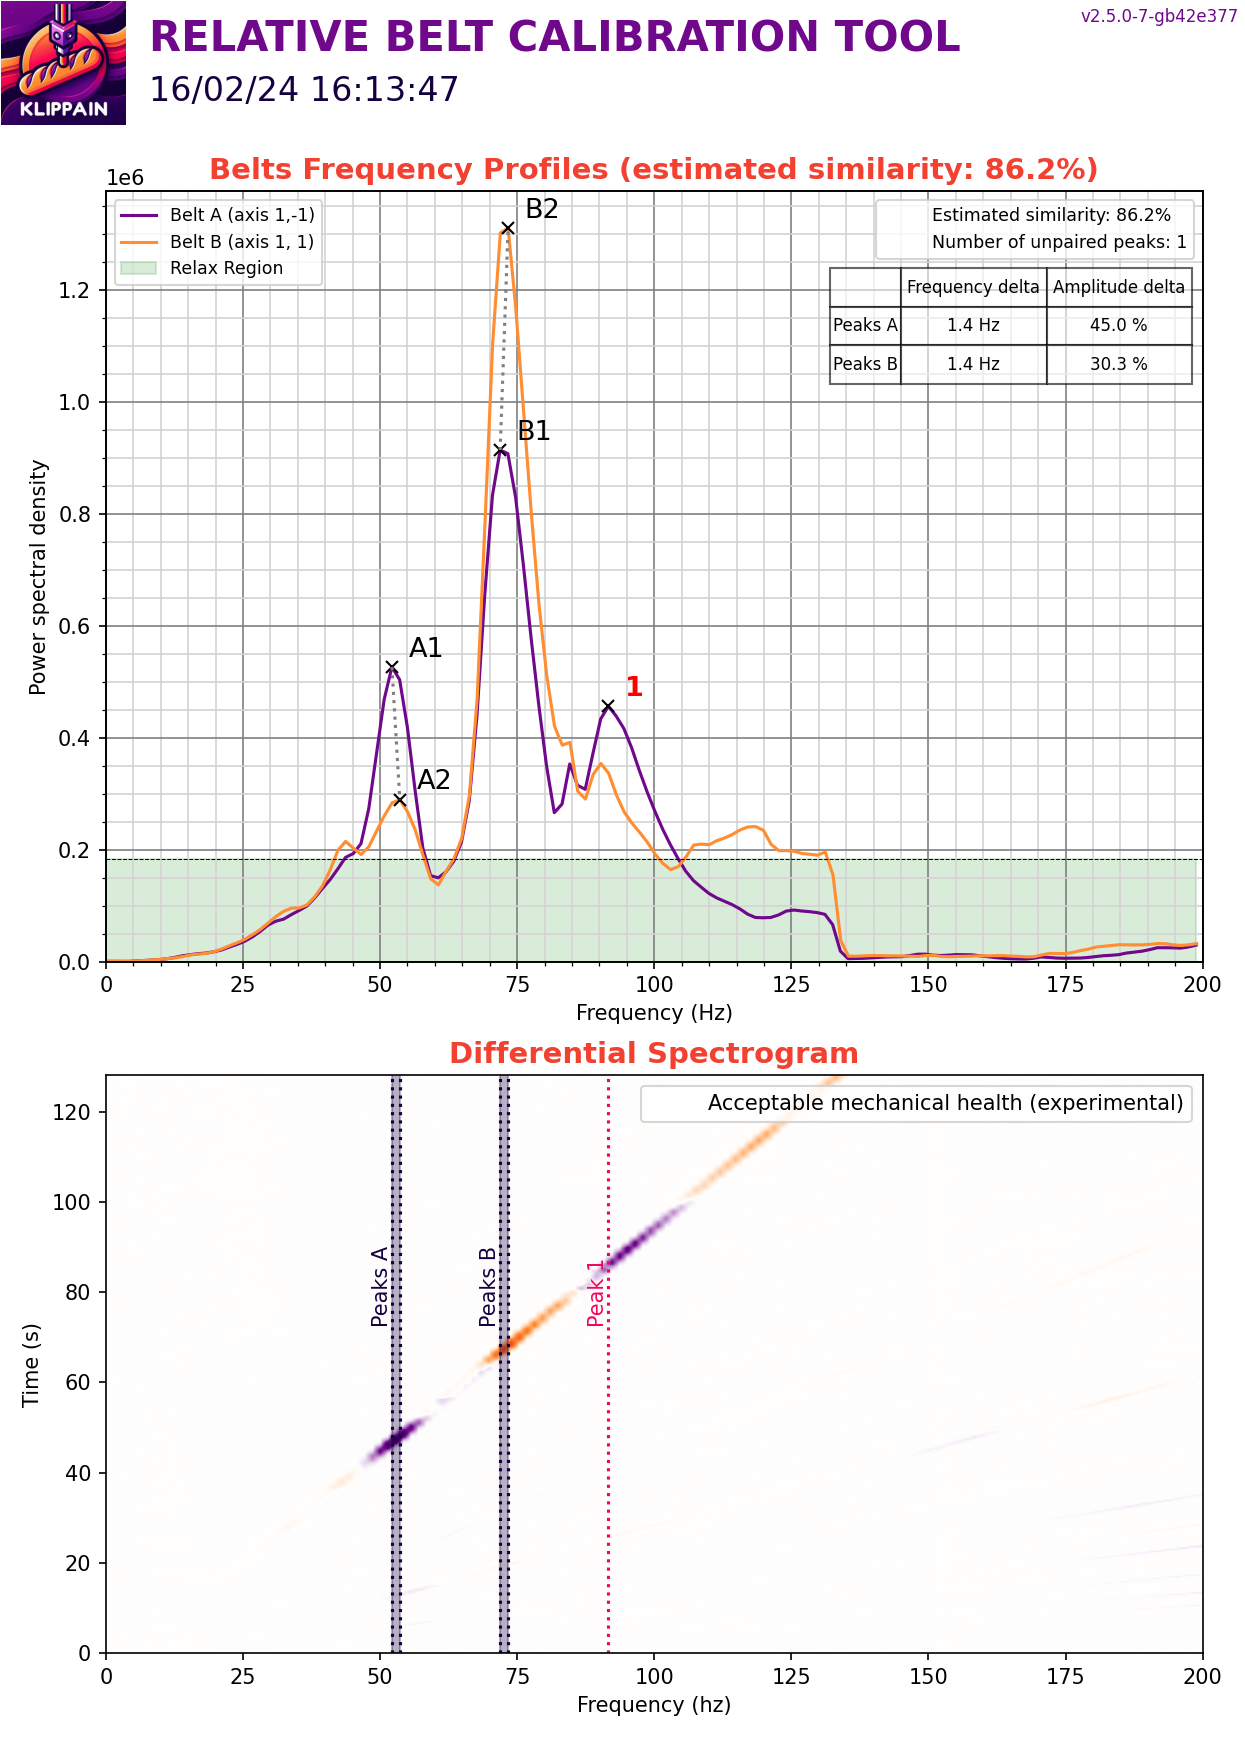 v2.5.0-7-gb42e377
RELATIVE BELT CALIBRATION TOOL
16/02/24 16:13:47
KLIPPAIN
Belts Frequency Profiles (estimated similarity: 86.2%)
1e6
Belt A (axis 1,-1)
Belt B (axis 1, 1)
Relax Region
Estimated similarity: 86.2%
Number of unpaired peaks: 1
Frequency delta Amplitude delta
Peaks A 1.4 Hz 45.0 %
Peaks B 1.4 Hz 30.3 %
B2
B1
A1
1
A2
1.2
1.0
0.8
0.6
0.4
0.2
0.0
Power spectral density
0 25 50 75 100 125 150 175 200
Frequency (Hz)
Differential Spectrogram
Acceptable mechanical health (experimental)
Peaks A
Peaks B
Peak 1
120
100
80
60
40
20
0
Time (s)
0 25 50 75 100 125 150 175 200
Frequency (hz)